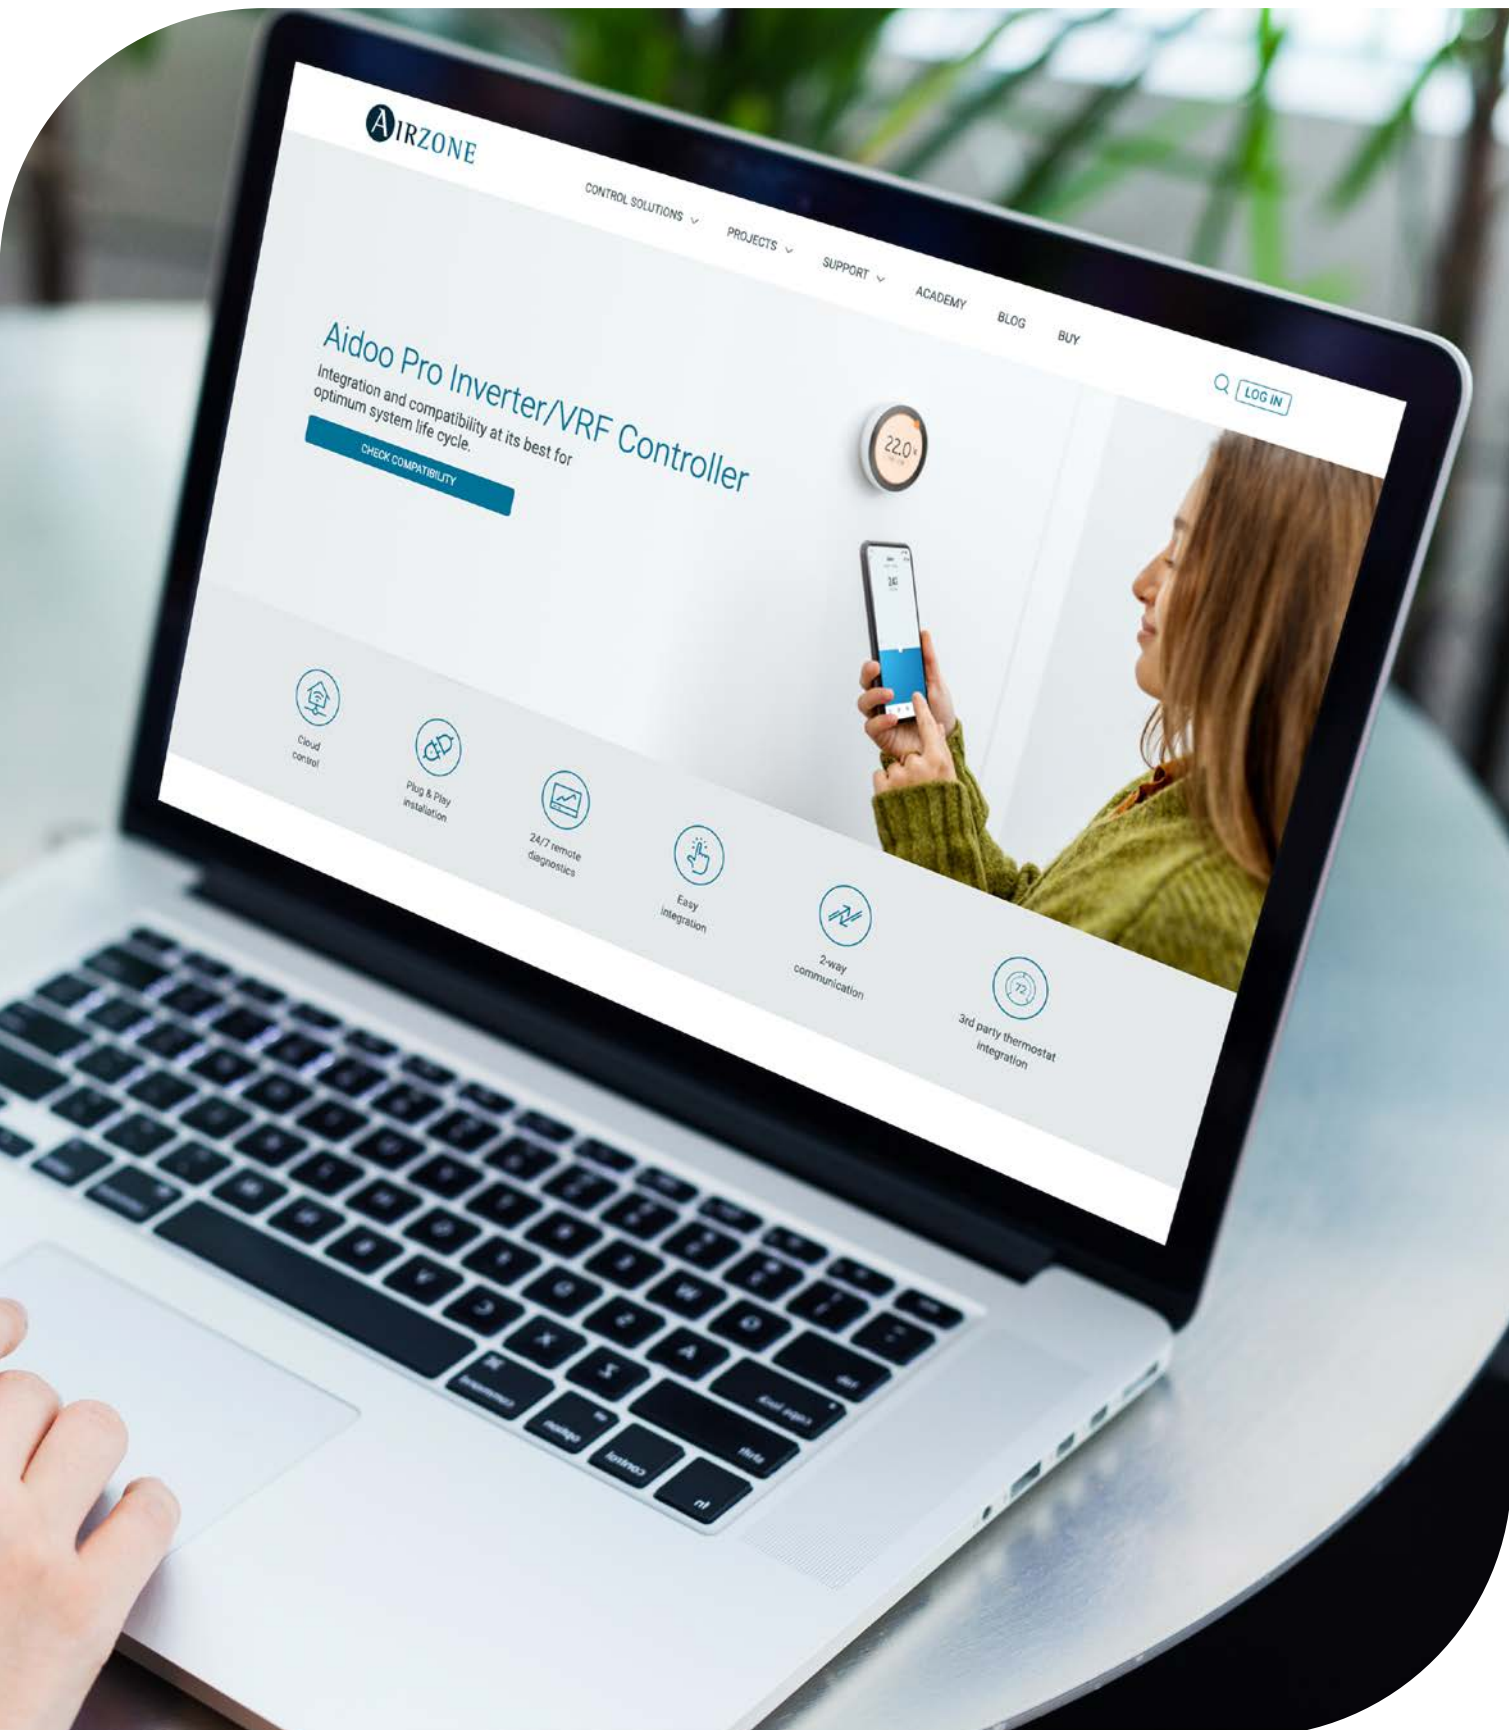 AIRZONE
CONTROL SOLUTIONS
PROJECTS
SUPPORT
ACADEMY
BLOG
BUY
LOG IN
Aidoo Pro Inverter/VRF Controller
Integration and compatibility at its best for
optimum system life cycle.
CHECK COMPATIBILITY
22.0
Cloud
control
Plug & Play
installation
24/7 remote
diagnostics
Easy
integration
2-way
communication
72
3rd party thermostat
integration